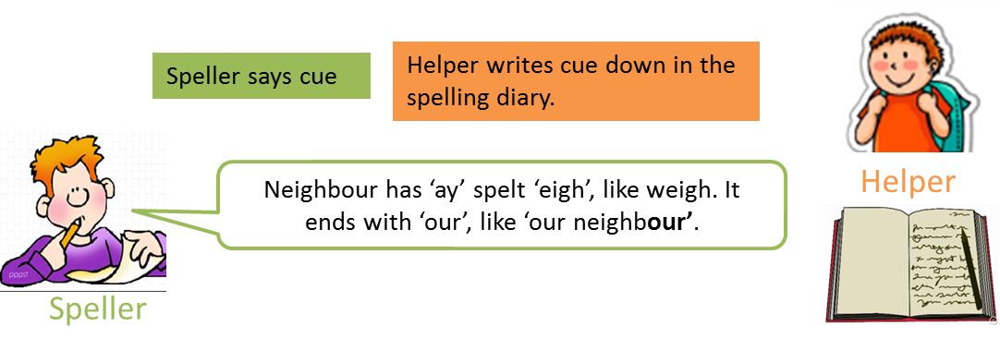 Speller says cue
Helper writes cue down in the
spelling diary.
Neighbour has ‘ay’ spelt ‘eigh’, like weigh. It
ends with ‘our’, like ‘our neighbour’.
Helper
pppst
Speller